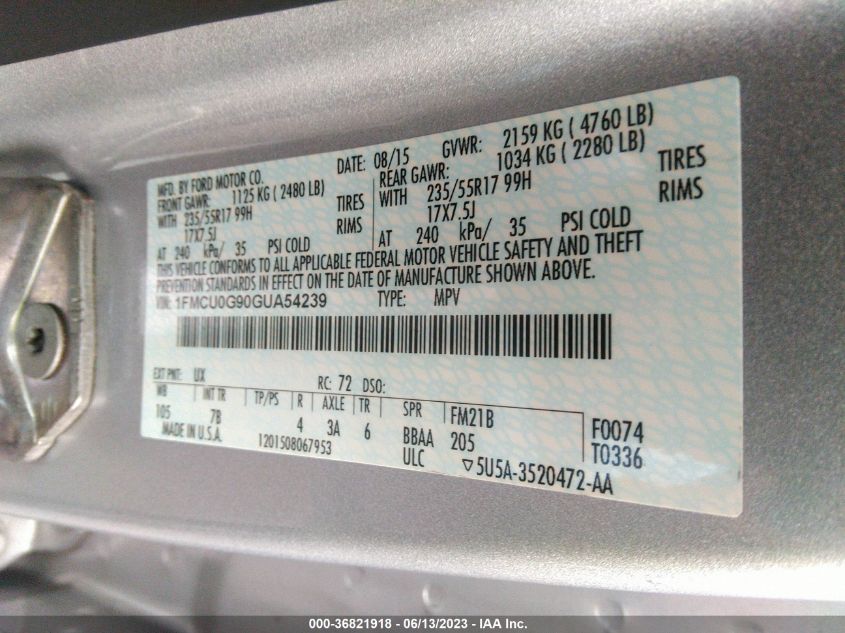 MFD. BY FORD MOTOR CO. DATE: 08/15 GVWR: 2159 KG ( 4760 LB)
FRONT GAWR: 1125 KG ( 2480 LB) REAR GAWR: 1034 KG ( 2280 LB)
WITH 235/55R17 99H TIRES WITH 235/55R17 99H TIRES
17X7.5J RIMS 17X7.5J RIMS
AT 240 kPa/ 35 PSI COLD AT 240 kPa/ 35 PSI COLD
THIS VEHICLE CONFORMS TO ALL APPLICABLE FEDERAL MOTOR VEHICLE SAFETY AND THEFT
PREVENTION STANDARDS IN EFFECT ON THE DATE OF MANUFACTURE SHOWN ABOVE.
VIN: 1FMCU0G90GUA54239 TYPE: MPV
EXT PNT: UX RC: 72 DSO:
WB INT TR TP/PS R AXLE TR SPR FM21B F0074
105 7B 4 3A 6 BBAA 205 T0336
MADE IN U.S.A. 1201508067953 ULC ▽5U5A-3520472-AA
000-36821918 - 06/13/2023 - IAA Inc.